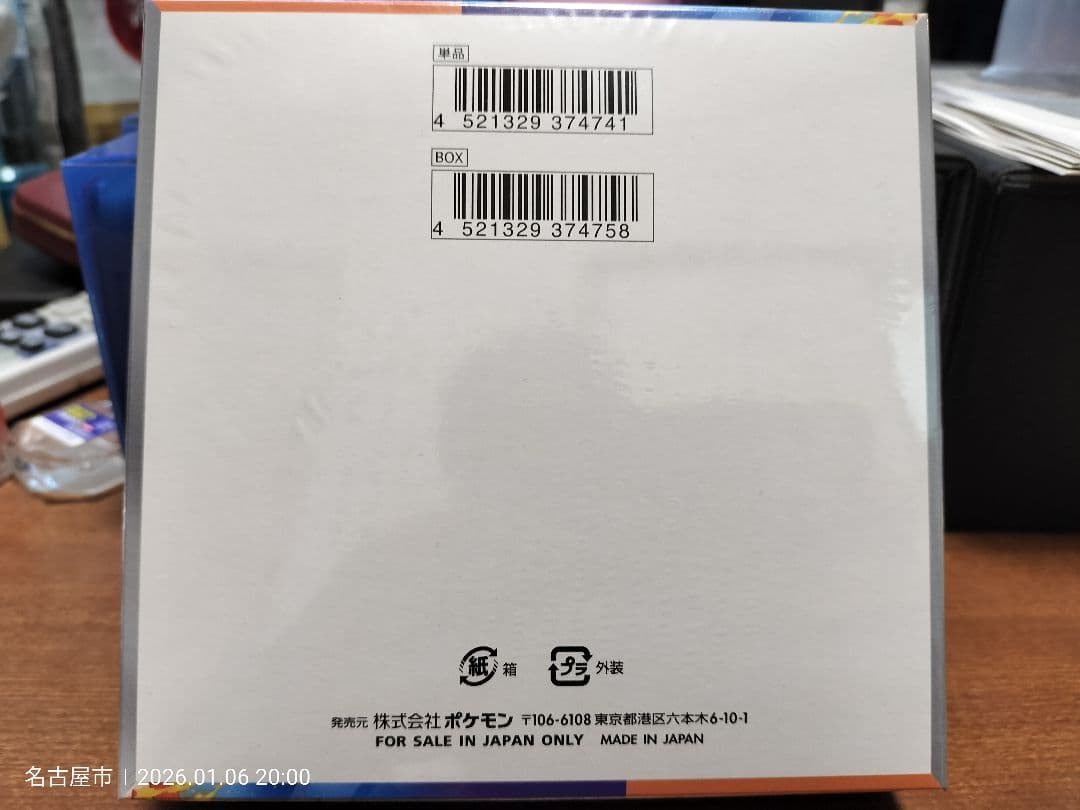 単品
4 521329 374741
BOX
4 521329 374758
紙 箱 プラ 外装
発売元 株式会社ポケモン 〒106-6108 東京都港区六本木6-10-1
FOR SALE IN JAPAN ONLY MADE IN JAPAN
名古屋市 | 2026.01.06 20:00